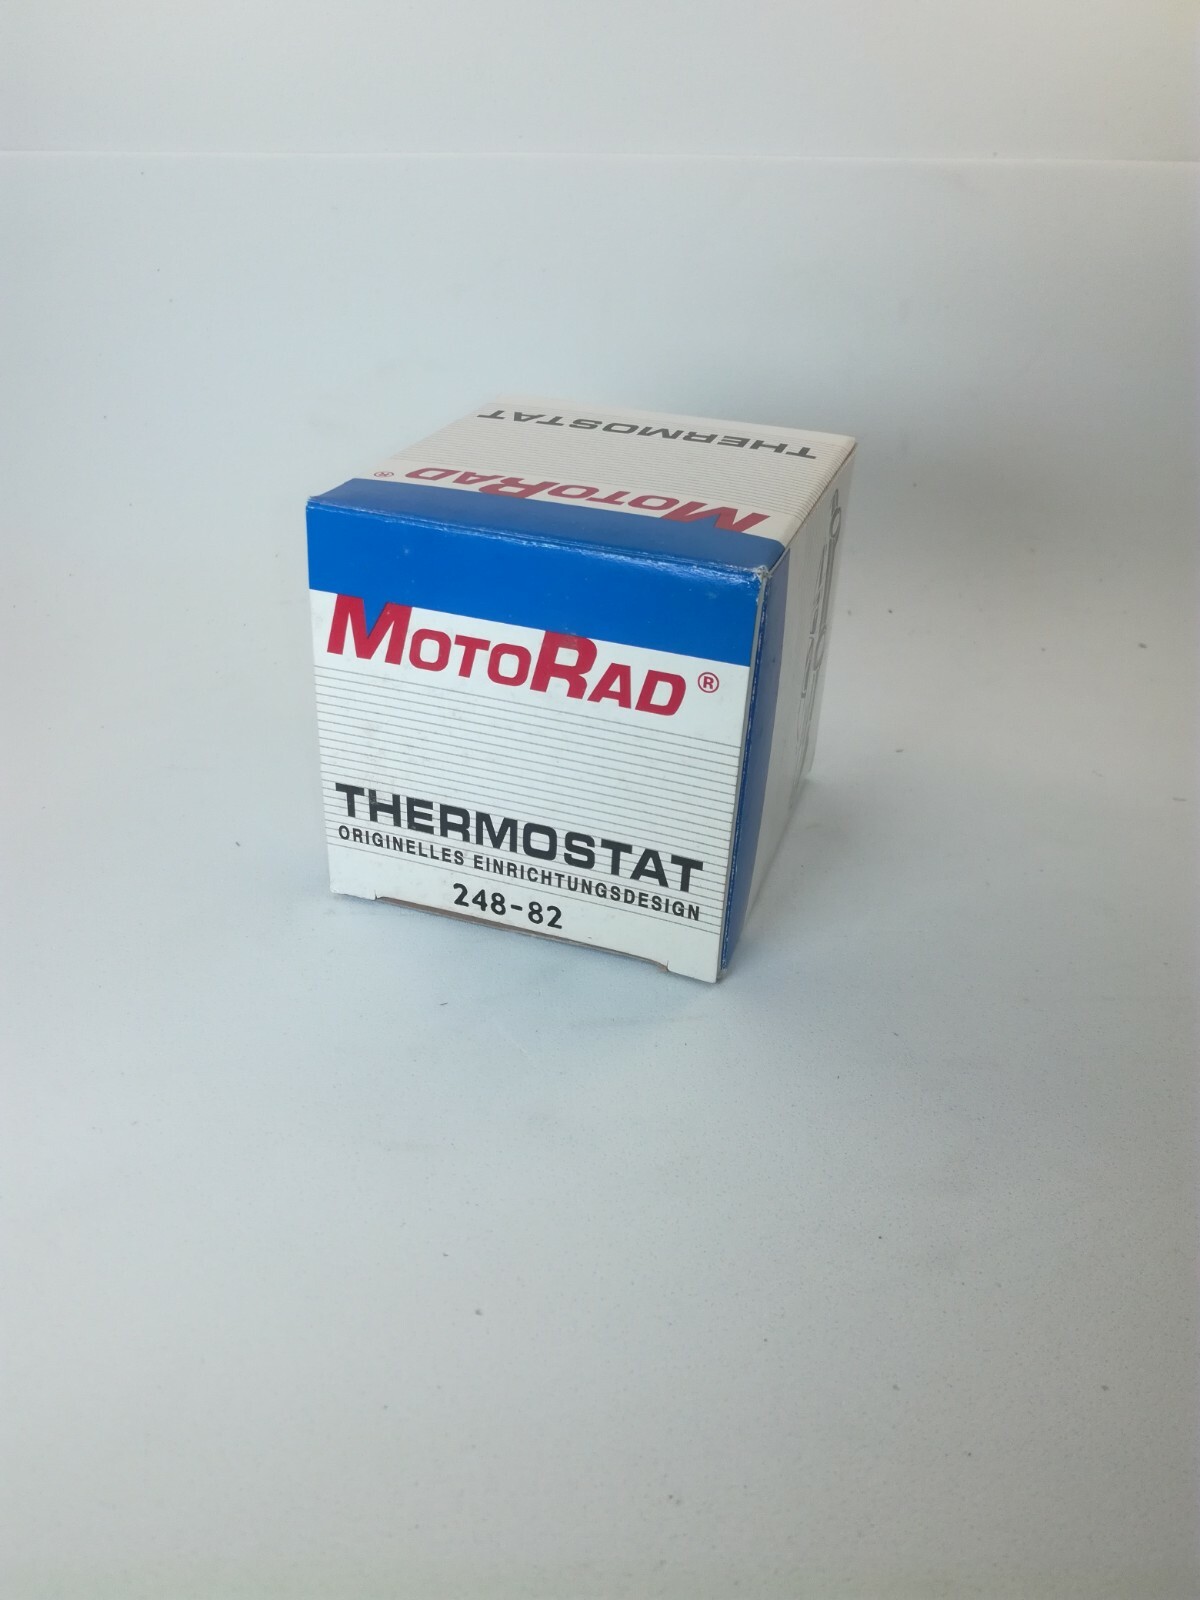 THERMOSTAT
MOTORAD ®
MOTORAD ®
THERMOSTAT
ORIGINELLES EINRICHTUNGSDESIGN
248-82